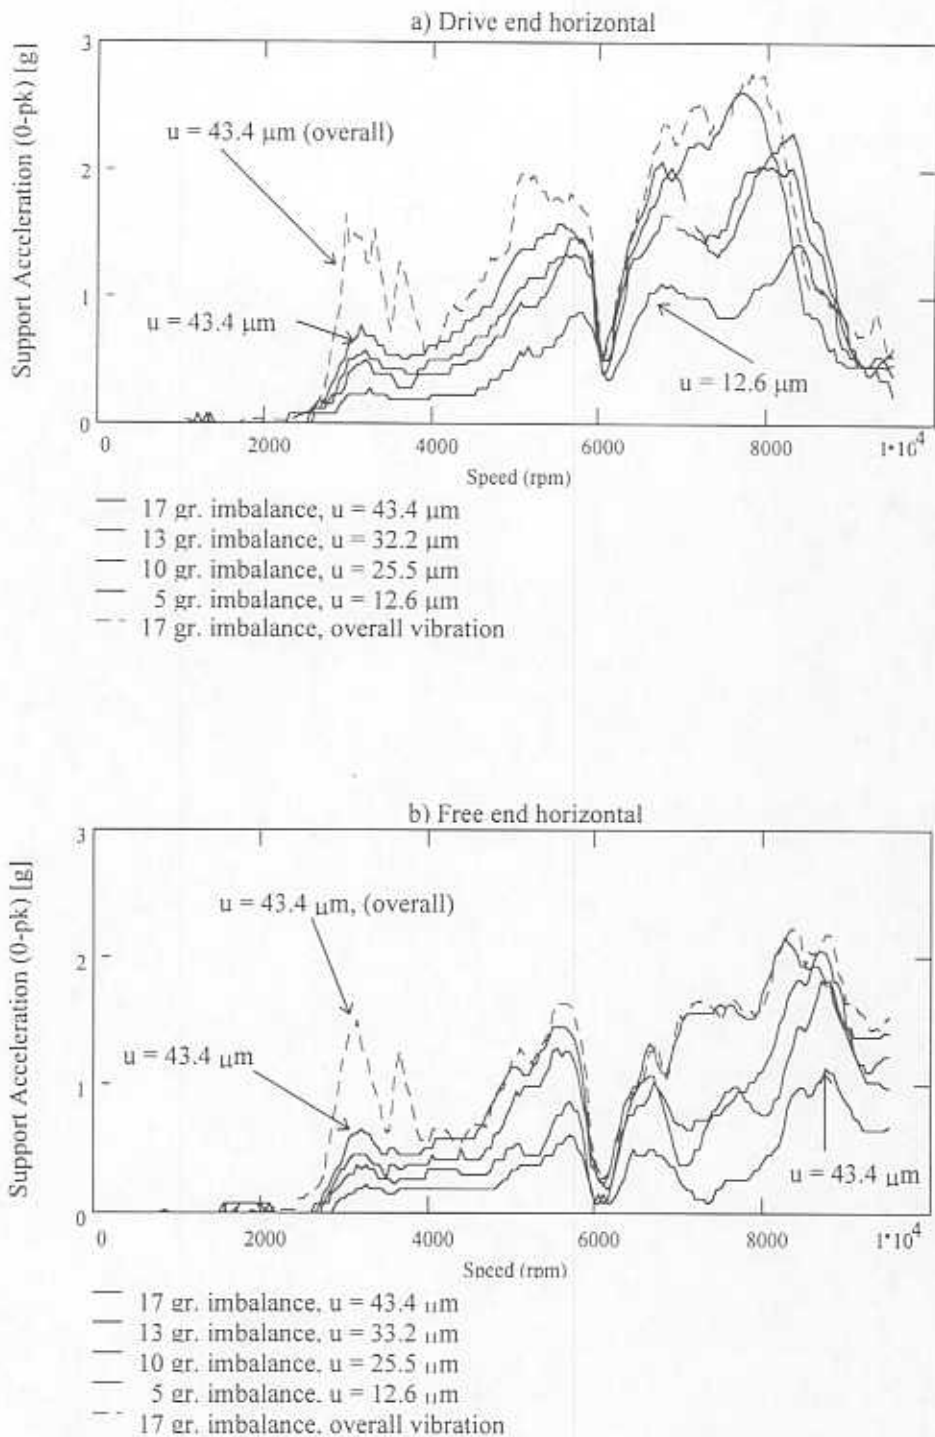 a) Drive end horizontal
Support Acceleration (0-pk) [g]
3
2
1
0
u = 43.4 µm (overall)
u = 43.4 µm
u = 12.6 µm
0 2000 4000 6000 8000 1•10⁴
Speed (rpm)
17 gr. imbalance, u = 43.4 µm
13 gr. imbalance, u = 32.2 µm
10 gr. imbalance, u = 25.5 µm
5 gr. imbalance, u = 12.6 µm
17 gr. imbalance, overall vibration
b) Free end horizontal
Support Acceleration (0-pk) [g]
3
2
1
0
u = 43.4 µm, (overall)
u = 43.4 µm
u = 43.4 µm
0 2000 4000 6000 8000 1•10⁴
Speed (rpm)
17 gr. imbalance, u = 43.4 µm
13 gr. imbalance, u = 33.2 µm
10 gr. imbalance, u = 25.5 µm
5 gr. imbalance, u = 12.6 µm
17 gr. imbalance, overall vibration